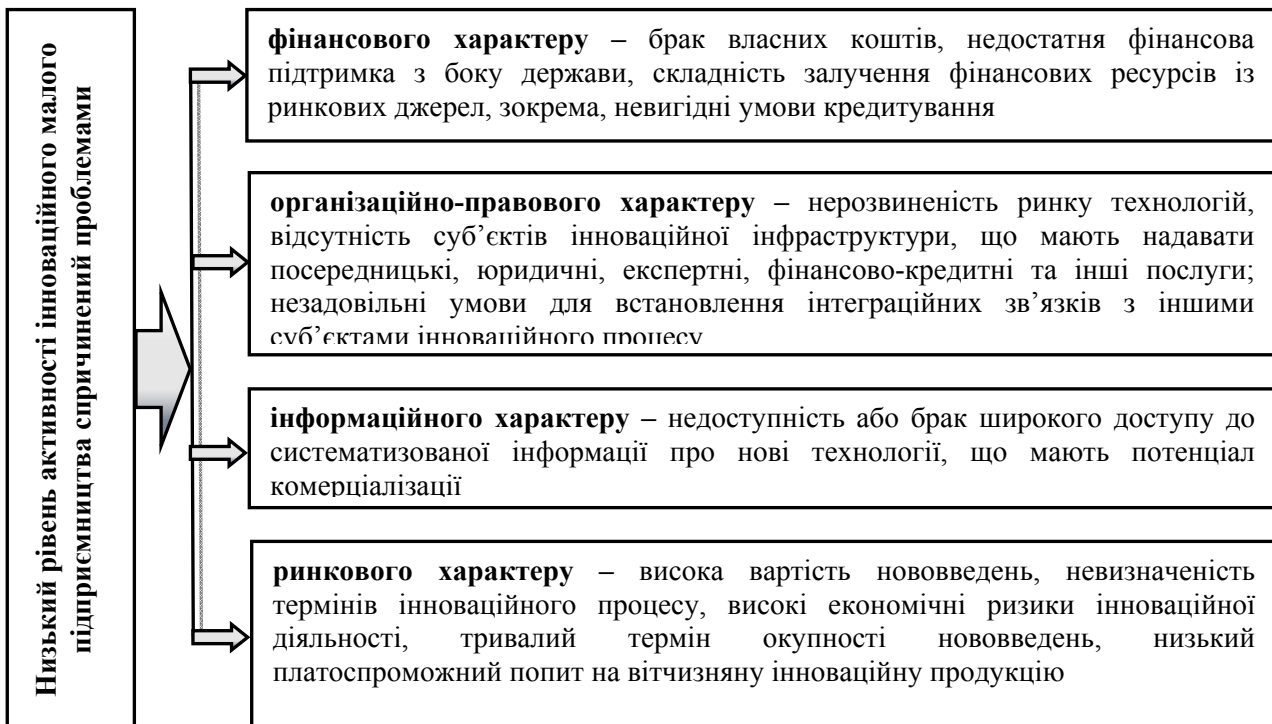 Низький рівень активності інноваційного малого
підприємництва спричинений проблемами
фінансового характеру – брак власних коштів, недостатня фінансова
підтримка з боку держави, складність залучення фінансових ресурсів із
ринкових джерел, зокрема, невигідні умови кредитування
організаційно-правового характеру – нерозвиненість ринку технологій,
відсутність суб’єктів інноваційної інфраструктури, що мають надавати
посередницькі, юридичні, експертні, фінансово-кредитні та інші послуги;
незадовільні умови для встановлення інтеграційних зв’язків з іншими
суб’єктами інноваційного процесу
інформаційного характеру – недоступність або брак широкого доступу до
систематизованої інформації про нові технології, що мають потенціал
комерціалізації
ринкового характеру – висока вартість нововведень, невизначеність
термінів інноваційного процесу, високі економічні ризики інноваційної
діяльності, тривалий термін окупності нововведень, низький
платоспроможний попит на вітчизняну інноваційну продукцію